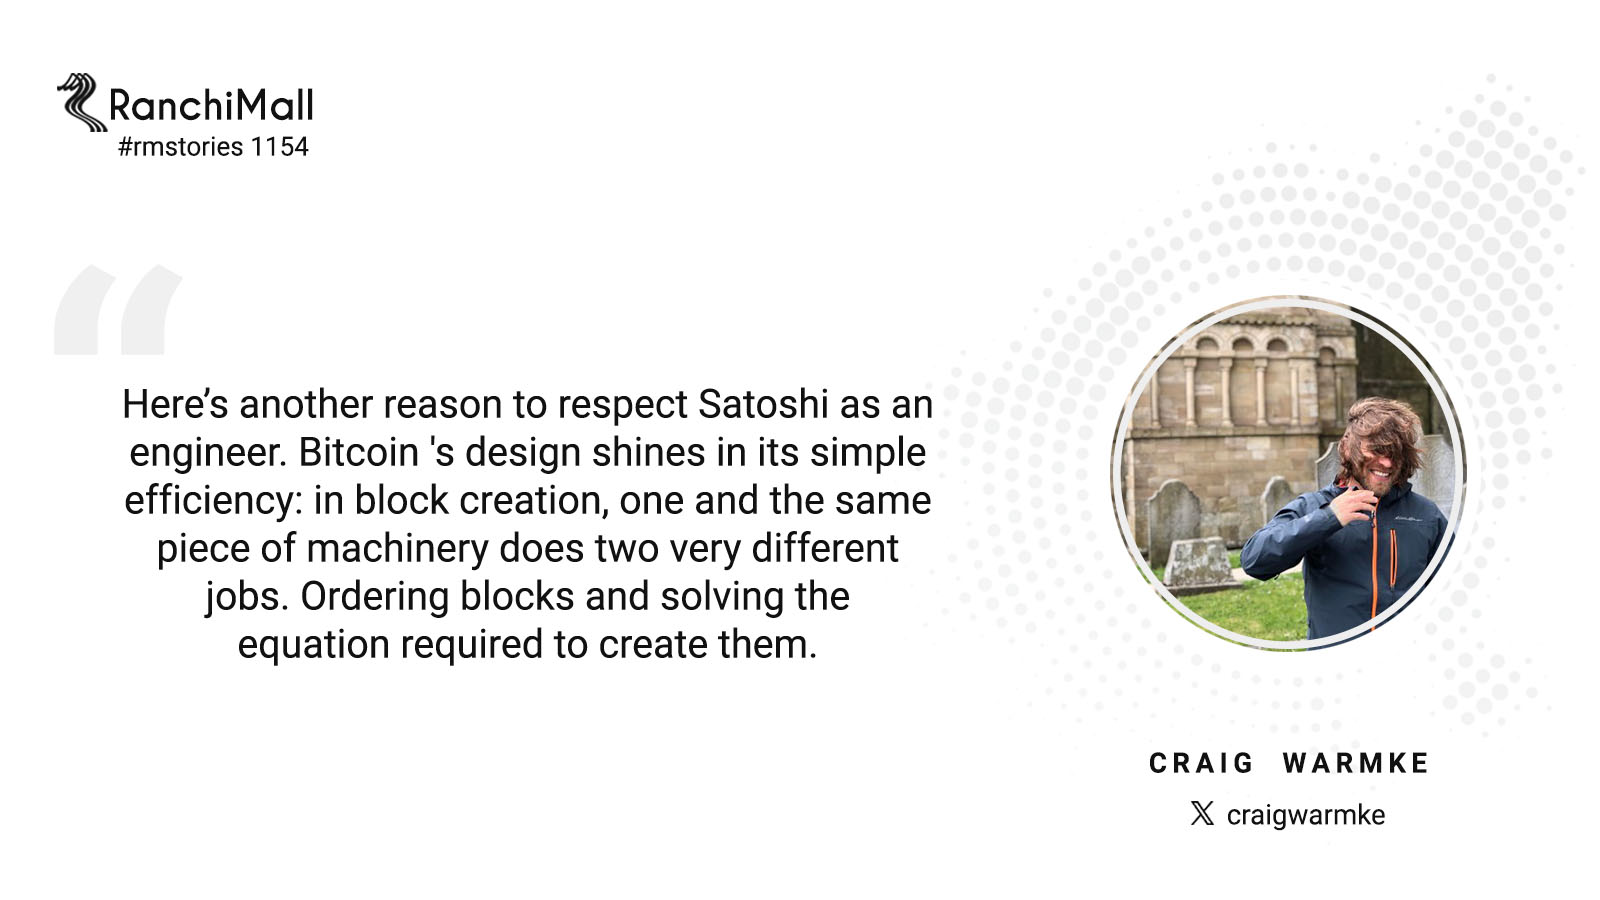 RanchiMall
#rmstories 1154
“
Here’s another reason to respect Satoshi as an
engineer. Bitcoin 's design shines in its simple
efficiency: in block creation, one and the same
piece of machinery does two very different
jobs. Ordering blocks and solving the
equation required to create them.
CRAIG WARMKE
X craigwarmke